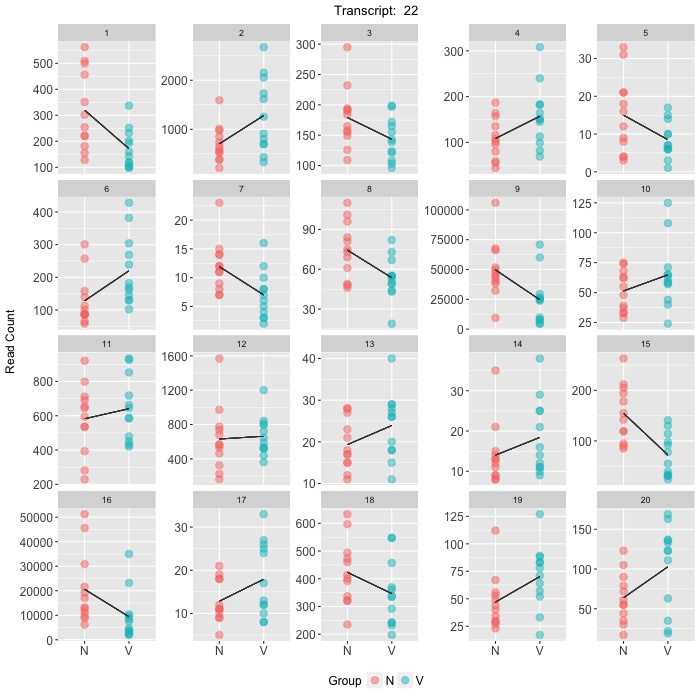 Transcript: 22
1 2 3 4 5
500 400 300 200 100
2000 1000
300 250 200 150 100
300 200 100
30 20 10 0
6 7 8 9 10
400 300 200 100
20 15 10 5
90 60 30
100000 75000 50000 25000 0
125 100 75 50 25
Read Count
11 12 13 14 15
800 600 400 200
1600 1200 800 400
40 30 20 10
30 20 10
200 100
16 17 18 19 20
50000 40000 30000 20000 10000 0
30 20 10
600 500 400 300 200
125 100 75 50 25
150 100 50
N V N V N V N V N V
Group N V